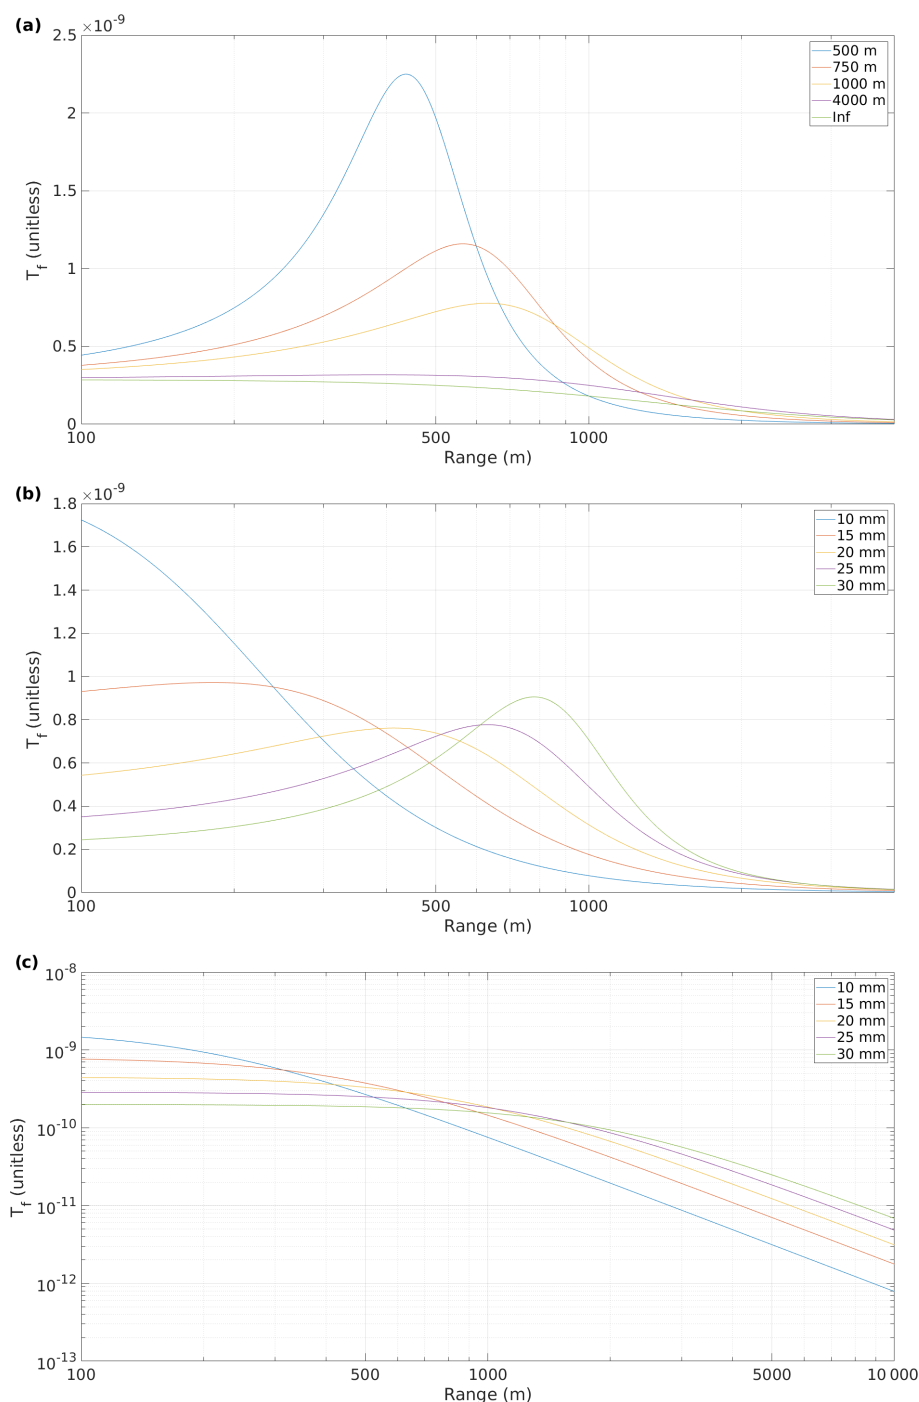 (a)
×10-9
2.5
2
1.5
1
0.5
0
Tf (unitless)
100
500
1000
Range (m)
500 m
750 m
1000 m
4000 m
Inf
(b)
×10-9
1.8
1.6
1.4
1.2
1
0.8
0.6
0.4
0.2
0
Tf (unitless)
100
500
1000
Range (m)
10 mm
15 mm
20 mm
25 mm
30 mm
(c)
10-8
10-9
10-10
10-11
10-12
10-13
Tf (unitless)
100
500
1000
5000
10 000
Range (m)
10 mm
15 mm
20 mm
25 mm
30 mm